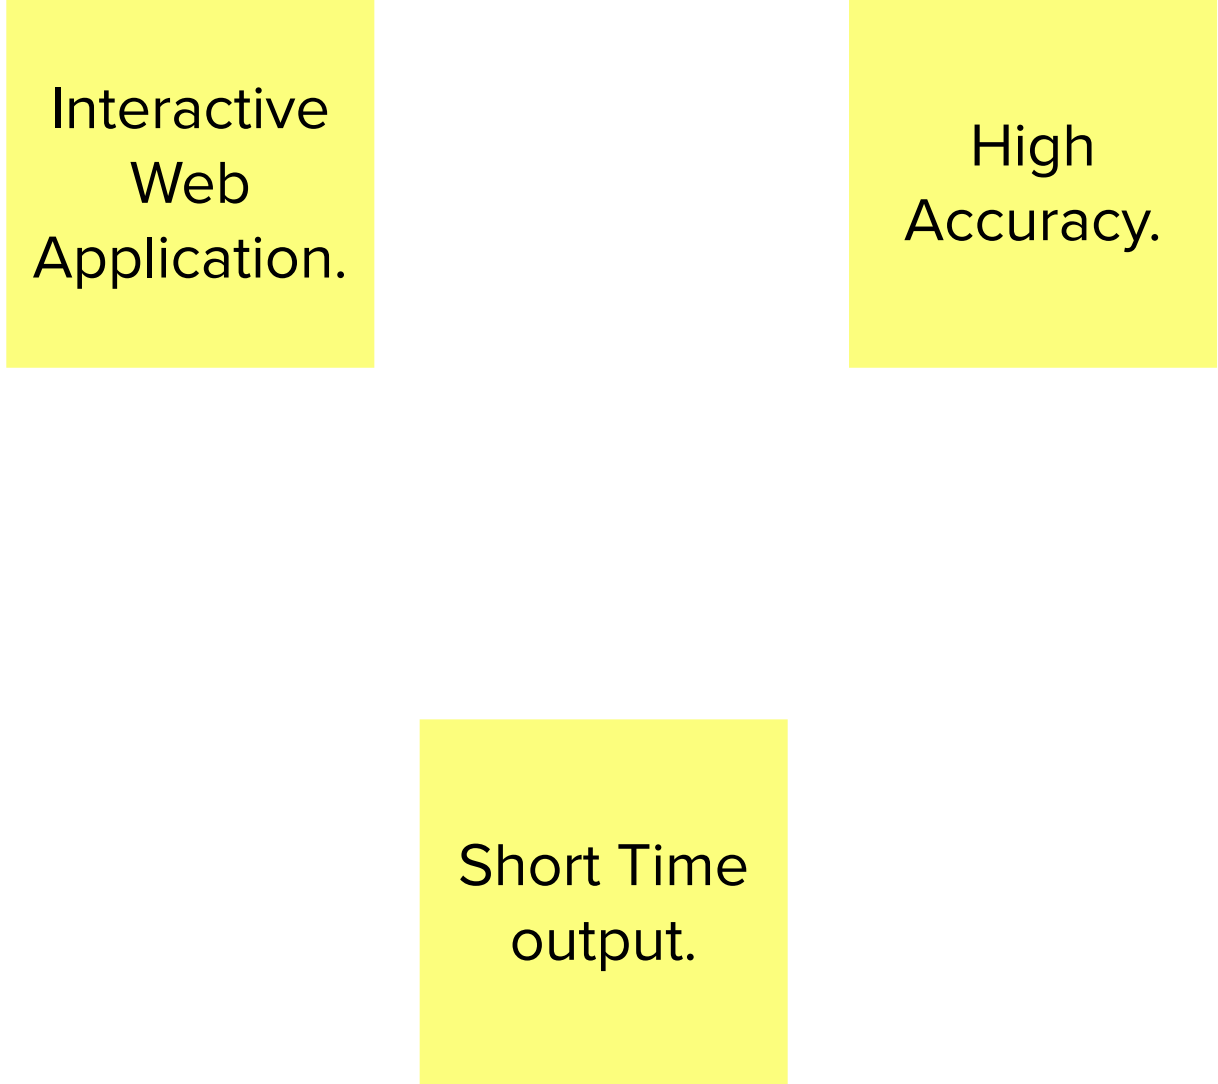 Interactive
Web
Application.
High
Accuracy.
Short Time
output.